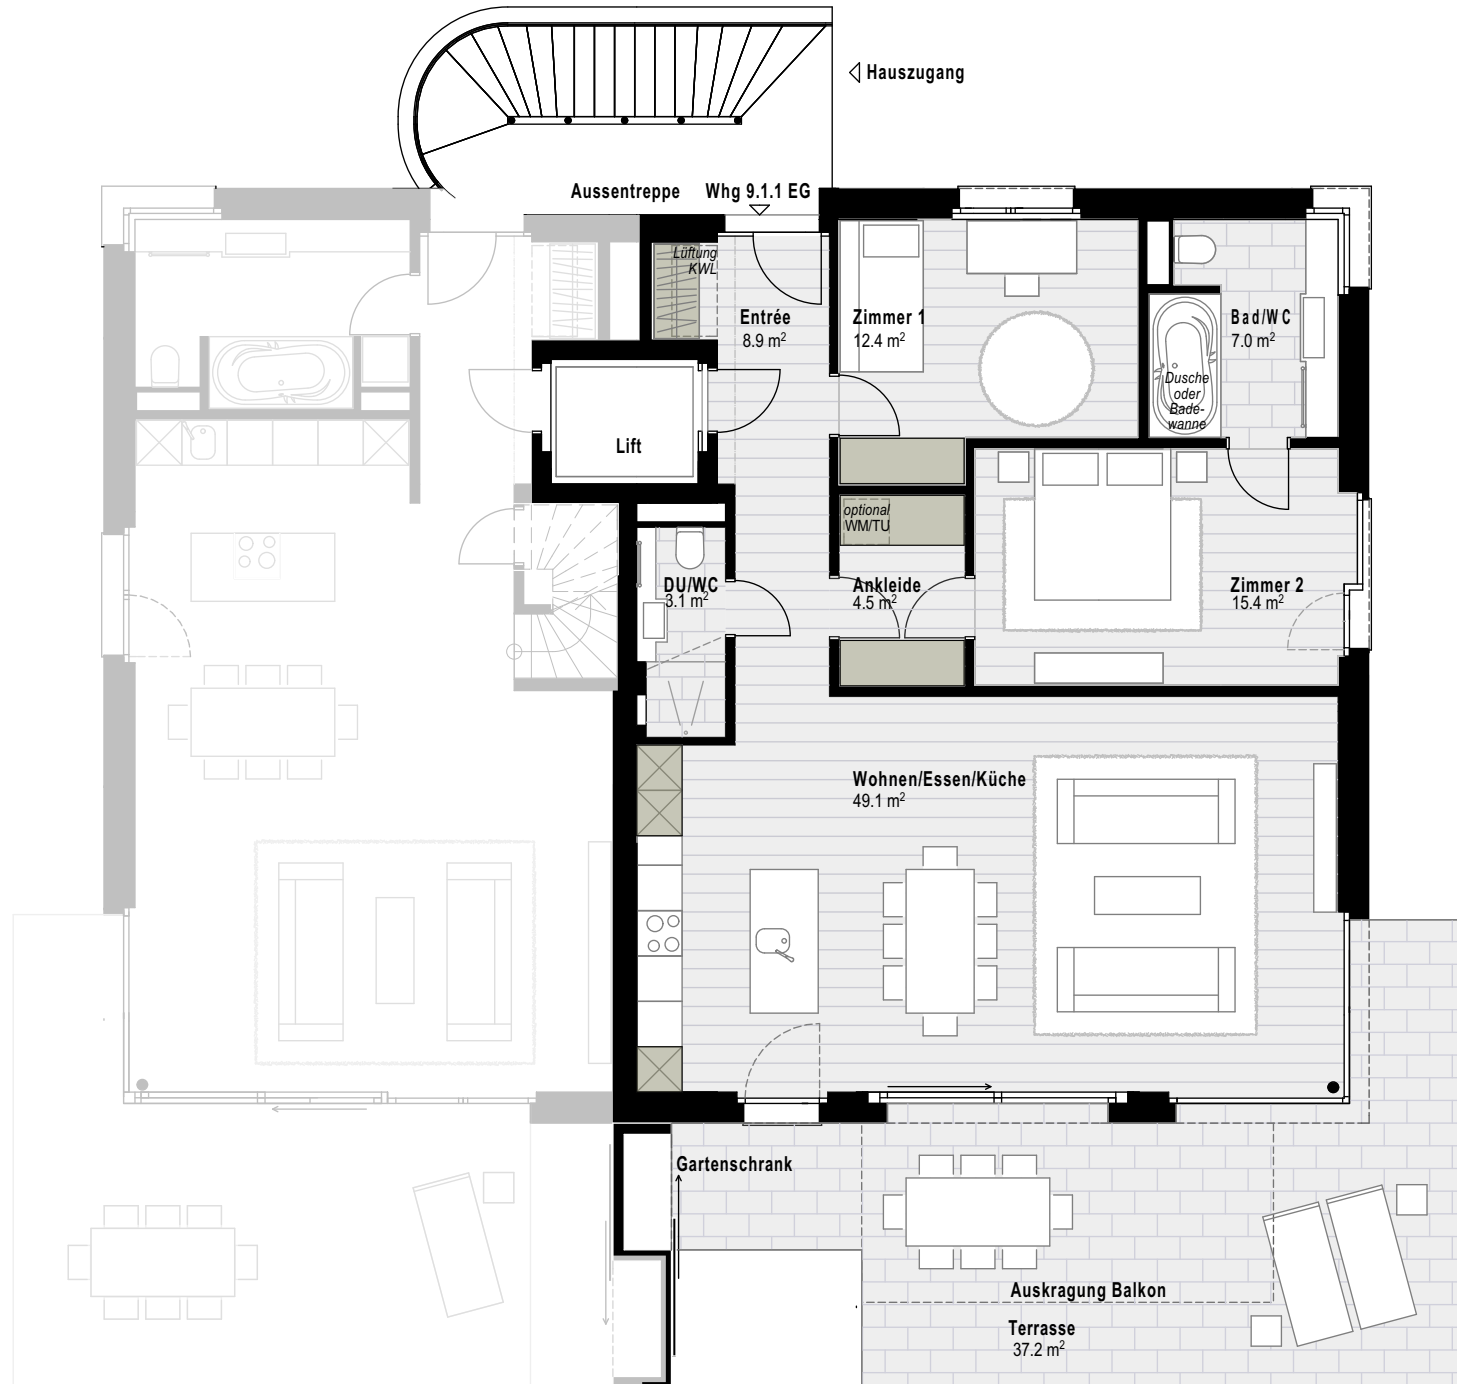 Hauszugang
Aussentreppe
Whg 9.1.1 EG
Lüftung
KWL
Entrée
8.9 m²
Zimmer 1
12.4 m²
Bad/WC
7.0 m²
Dusche
oder
Bade-
wanne
Lift
optional
WM/TU
DU/WC
3.1 m²
Ankleide
4.5 m²
Zimmer 2
15.4 m²
Wohnen/Essen/Küche
49.1 m²
Gartenschrank
Auskragung Balkon
Terrasse
37.2 m²